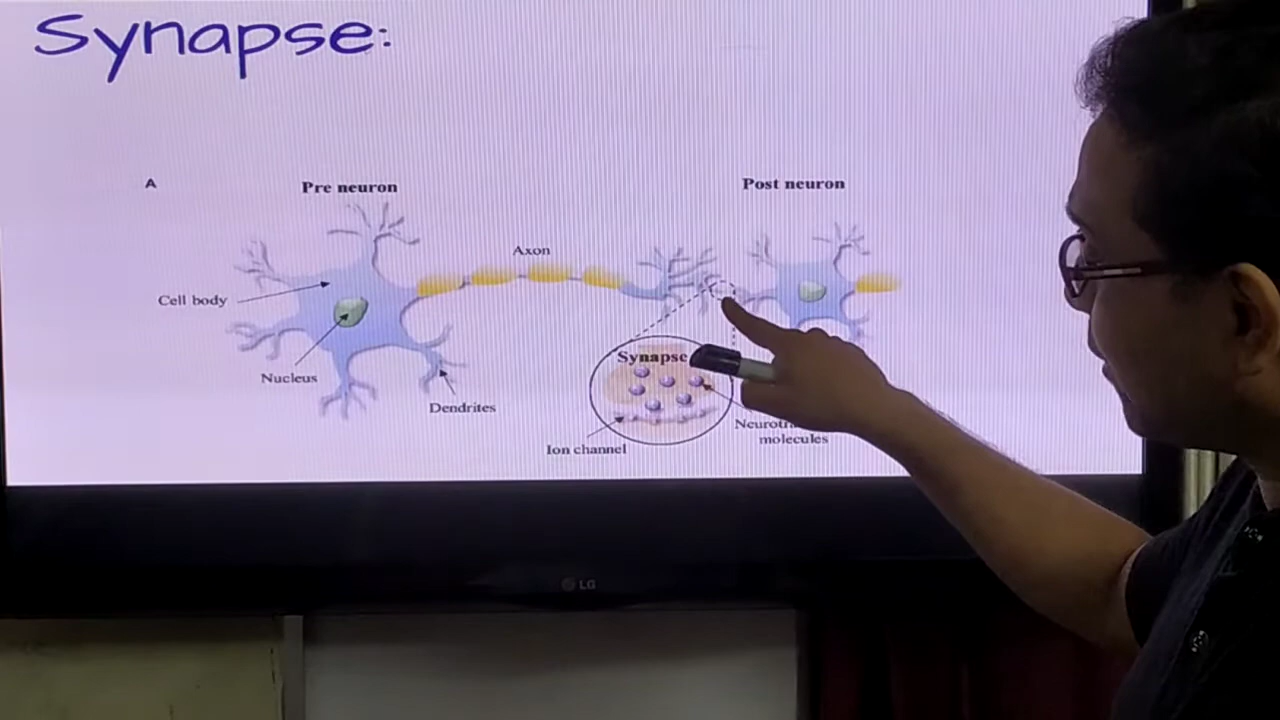 Synapse:
A
Pre neuron
Post neuron
Axon
Cell body
Synapse
Nucleus
Dendrites
Ion channel
molecules
LG